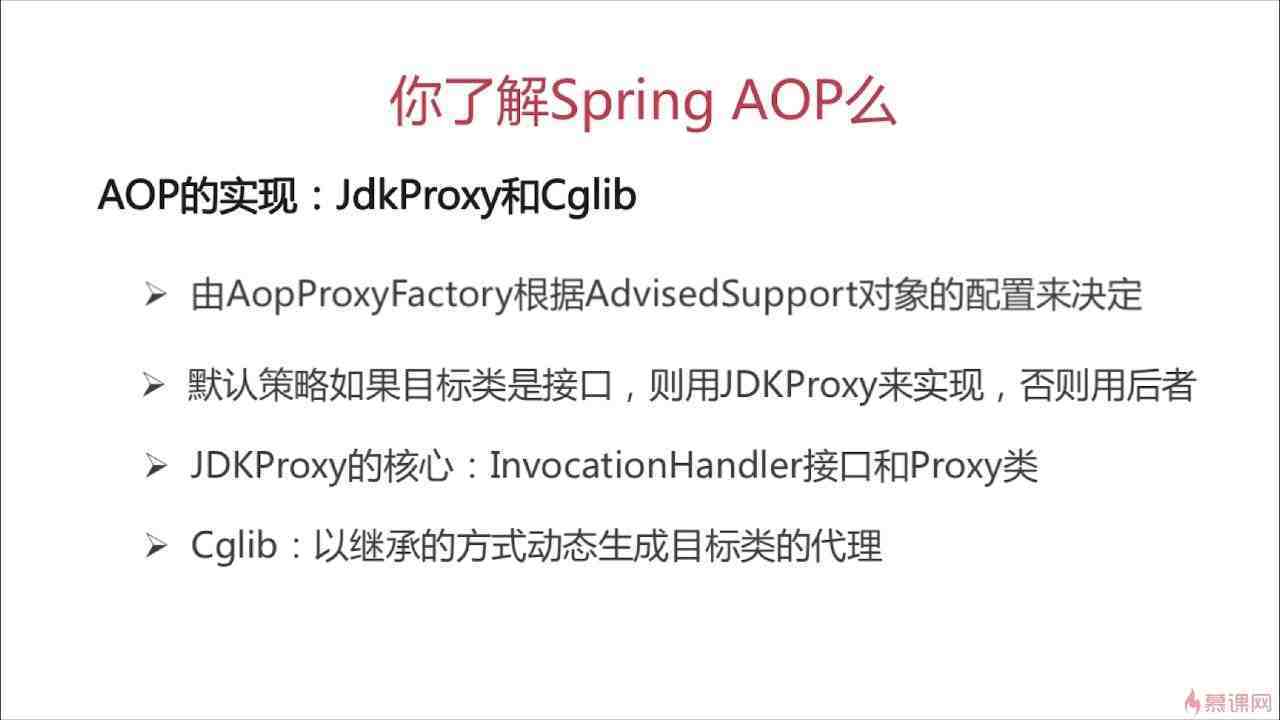 你了解Spring AOP么
AOP的实现：JdkProxy和Cglib
➢ 由AopProxyFactory根据AdvisedSupport对象的配置来决定
➢ 默认策略如果目标类是接口，则用JDKProxy来实现，否则用后者
➢ JDKProxy的核心：InvocationHandler接口和Proxy类
➢ Cglib：以继承的方式动态生成目标类的代理
慕课网